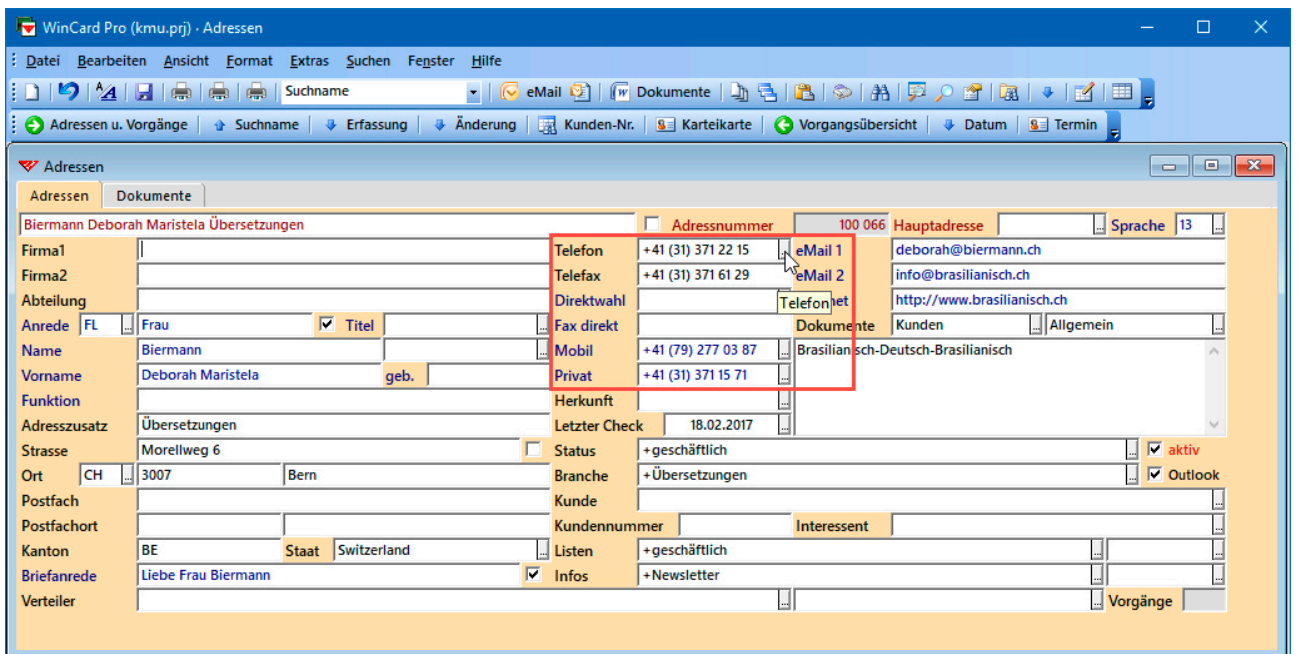 WinCard Pro (kmu.prj) - Adressen
Datei Bearbeiten Ansicht Format Extras Suchen Fenster Hilfe
Suchname eMail Dokumente
Adressen u. Vorgänge Suchname Erfassung Änderung Kunden-Nr. Karteikarte Vorgangsübersicht Datum Termin
Adressen
Adressen Dokumente
Biermann Deborah Maristela Übersetzungen Adressnummer 100 066 Hauptadresse ... Sprache 13 ...
Firma1 Telefon +41 (31) 371 22 15 ... eMail 1 deborah@biermann.ch
Firma2 Telefax +41 (31) 371 61 29 eMail 2 info@brasilianisch.ch
Abteilung Direktwahl Telefon net http://www.brasilianisch.ch
Anrede FL ... Frau Titel ... Fax direkt Dokumente Kunden ... Allgemein ...
Name Biermann ... Mobil +41 (79) 277 03 87 ... Brasilianisch-Deutsch-Brasilianisch
Vorname Deborah Maristela geb. Privat +41 (31) 371 15 71 ...
Funktion Herkunft ...
Adresszusatz Übersetzungen Letzter Check 18.02.2017 ...
Strasse Morellweg 6 Status +geschäftlich ... aktiv
Ort CH ... 3007 Bern Branche +Übersetzungen ... Outlook
Postfach Kunde ...
Postfachort Kundennummer Interessent ...
Kanton BE Staat Switzerland ... Listen +geschäftlich ... ...
Briefanrede Liebe Frau Biermann Infos +Newsletter ... ...
Verteiler ... ... Vorgänge